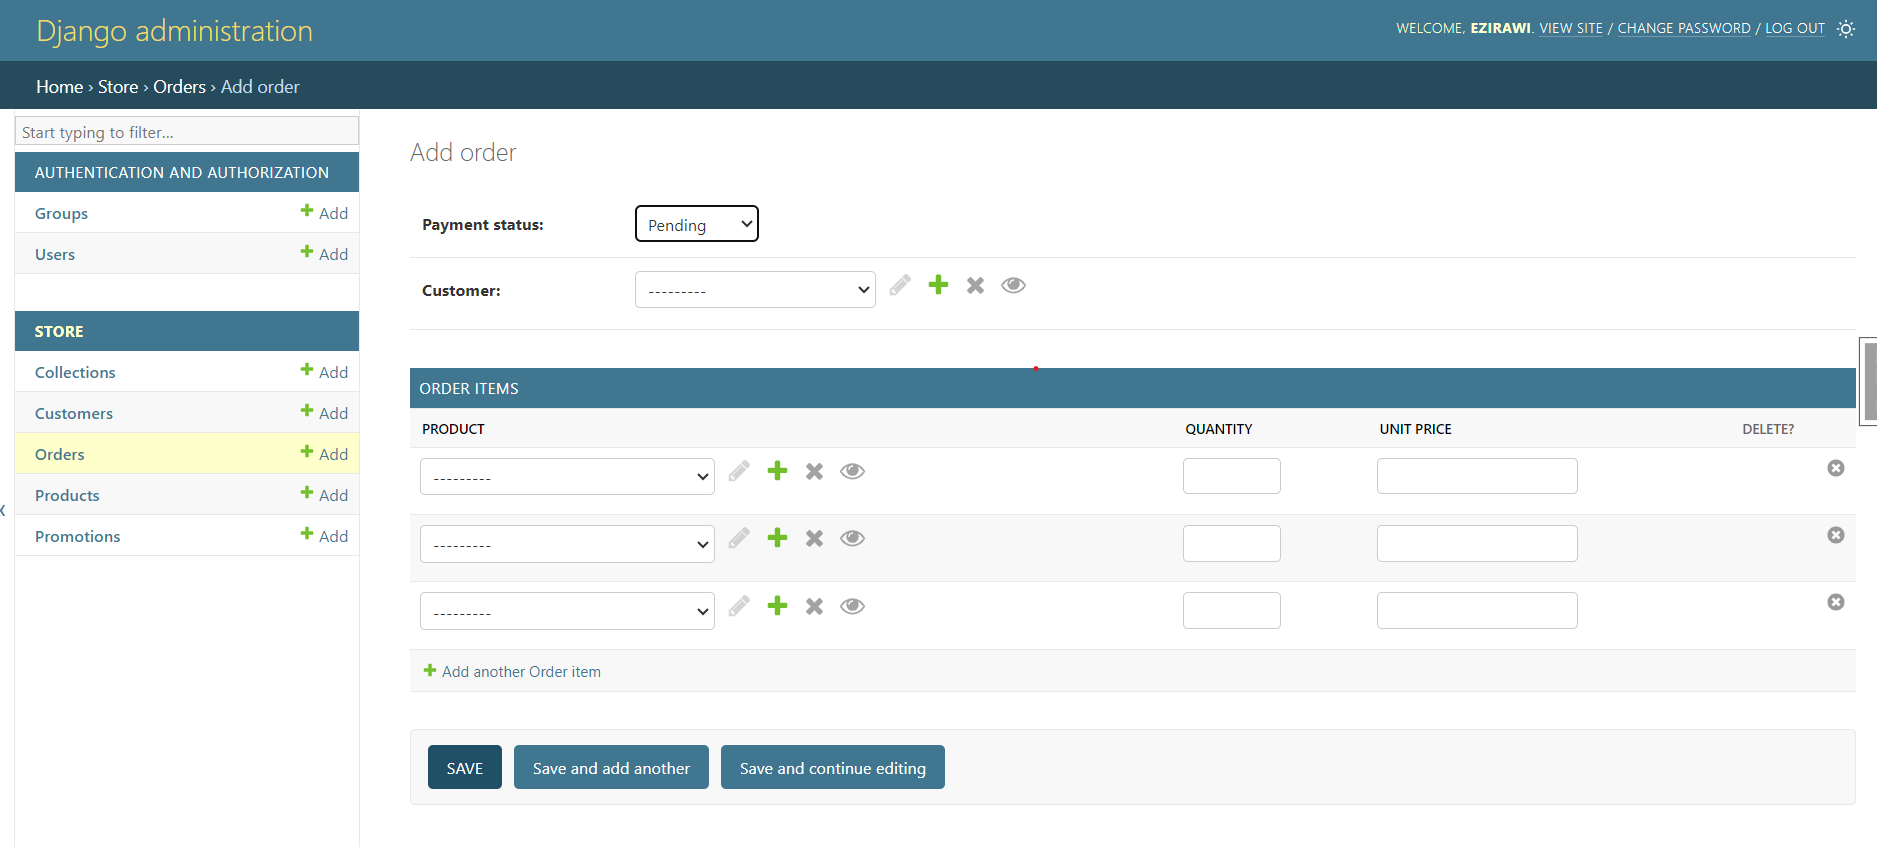 Django administration
WELCOME, EZIRAWI. VIEW SITE / CHANGE PASSWORD / LOG OUT
Home › Store › Orders › Add order
Start typing to filter...
AUTHENTICATION AND AUTHORIZATION
Groups + Add
Users + Add
STORE
Collections + Add
Customers + Add
Orders + Add
Products + Add
Promotions + Add
Add order
Payment status: Pending
Customer: ---------
ORDER ITEMS
PRODUCT QUANTITY UNIT PRICE DELETE?
---------
---------
---------
+ Add another Order item
SAVE Save and add another Save and continue editing